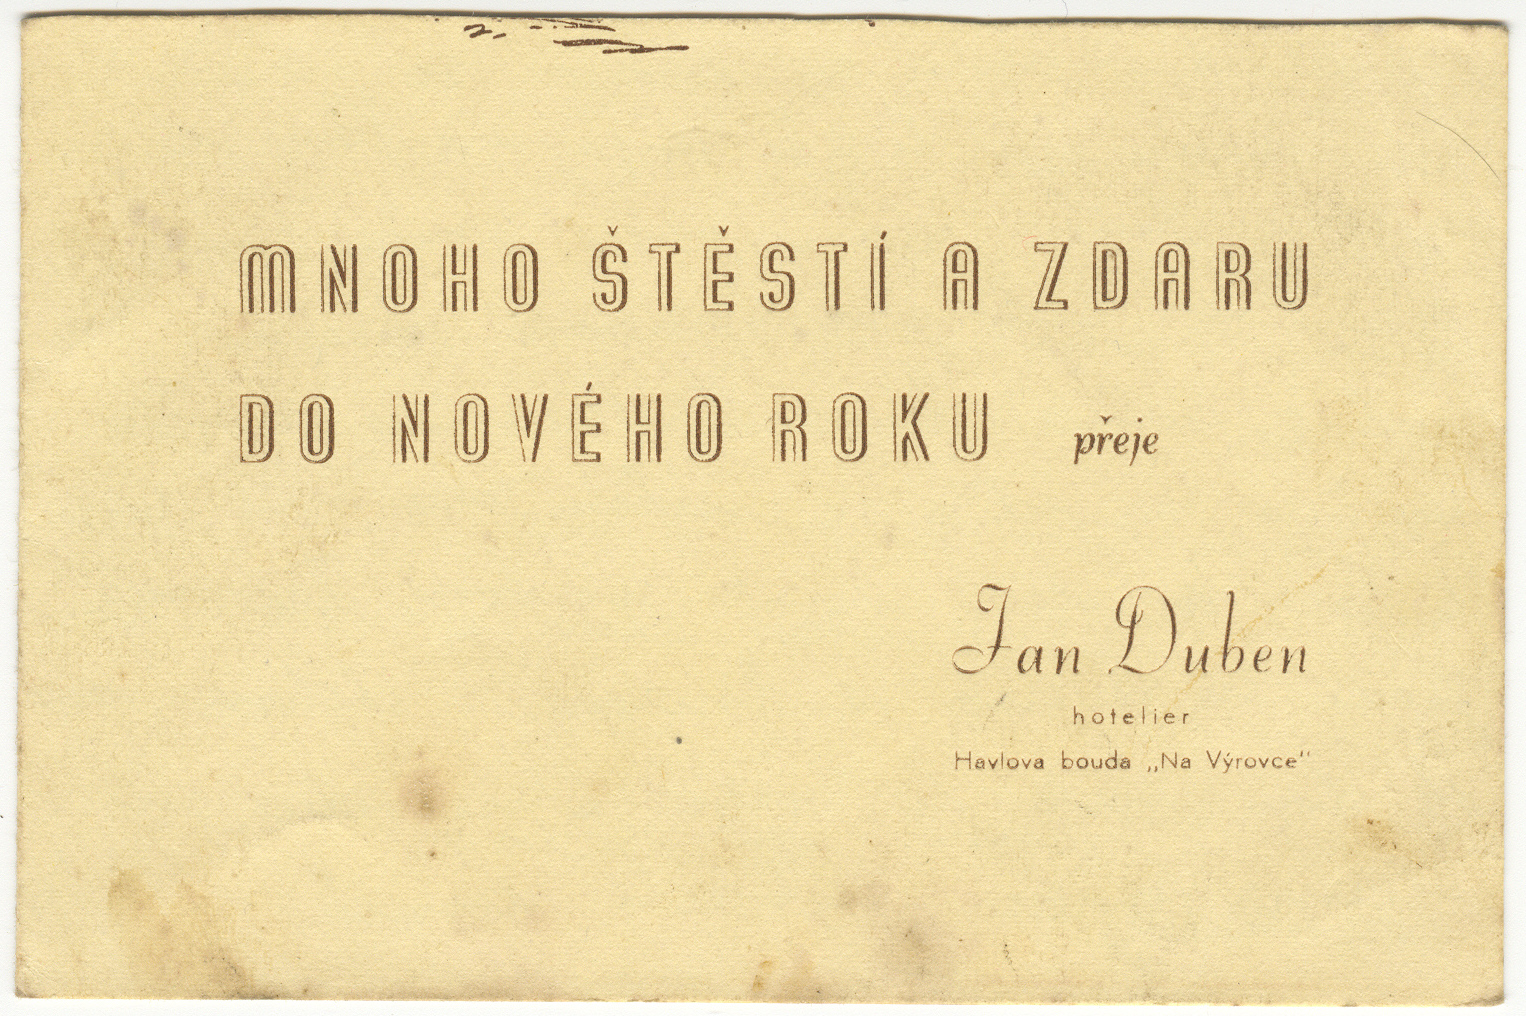 MNOHO ŠTĚSTÍ A ZDARU
DO NOVÉHO ROKU přeje
Jan Duben
hotelier
Havlova bouda „Na Výrovce"